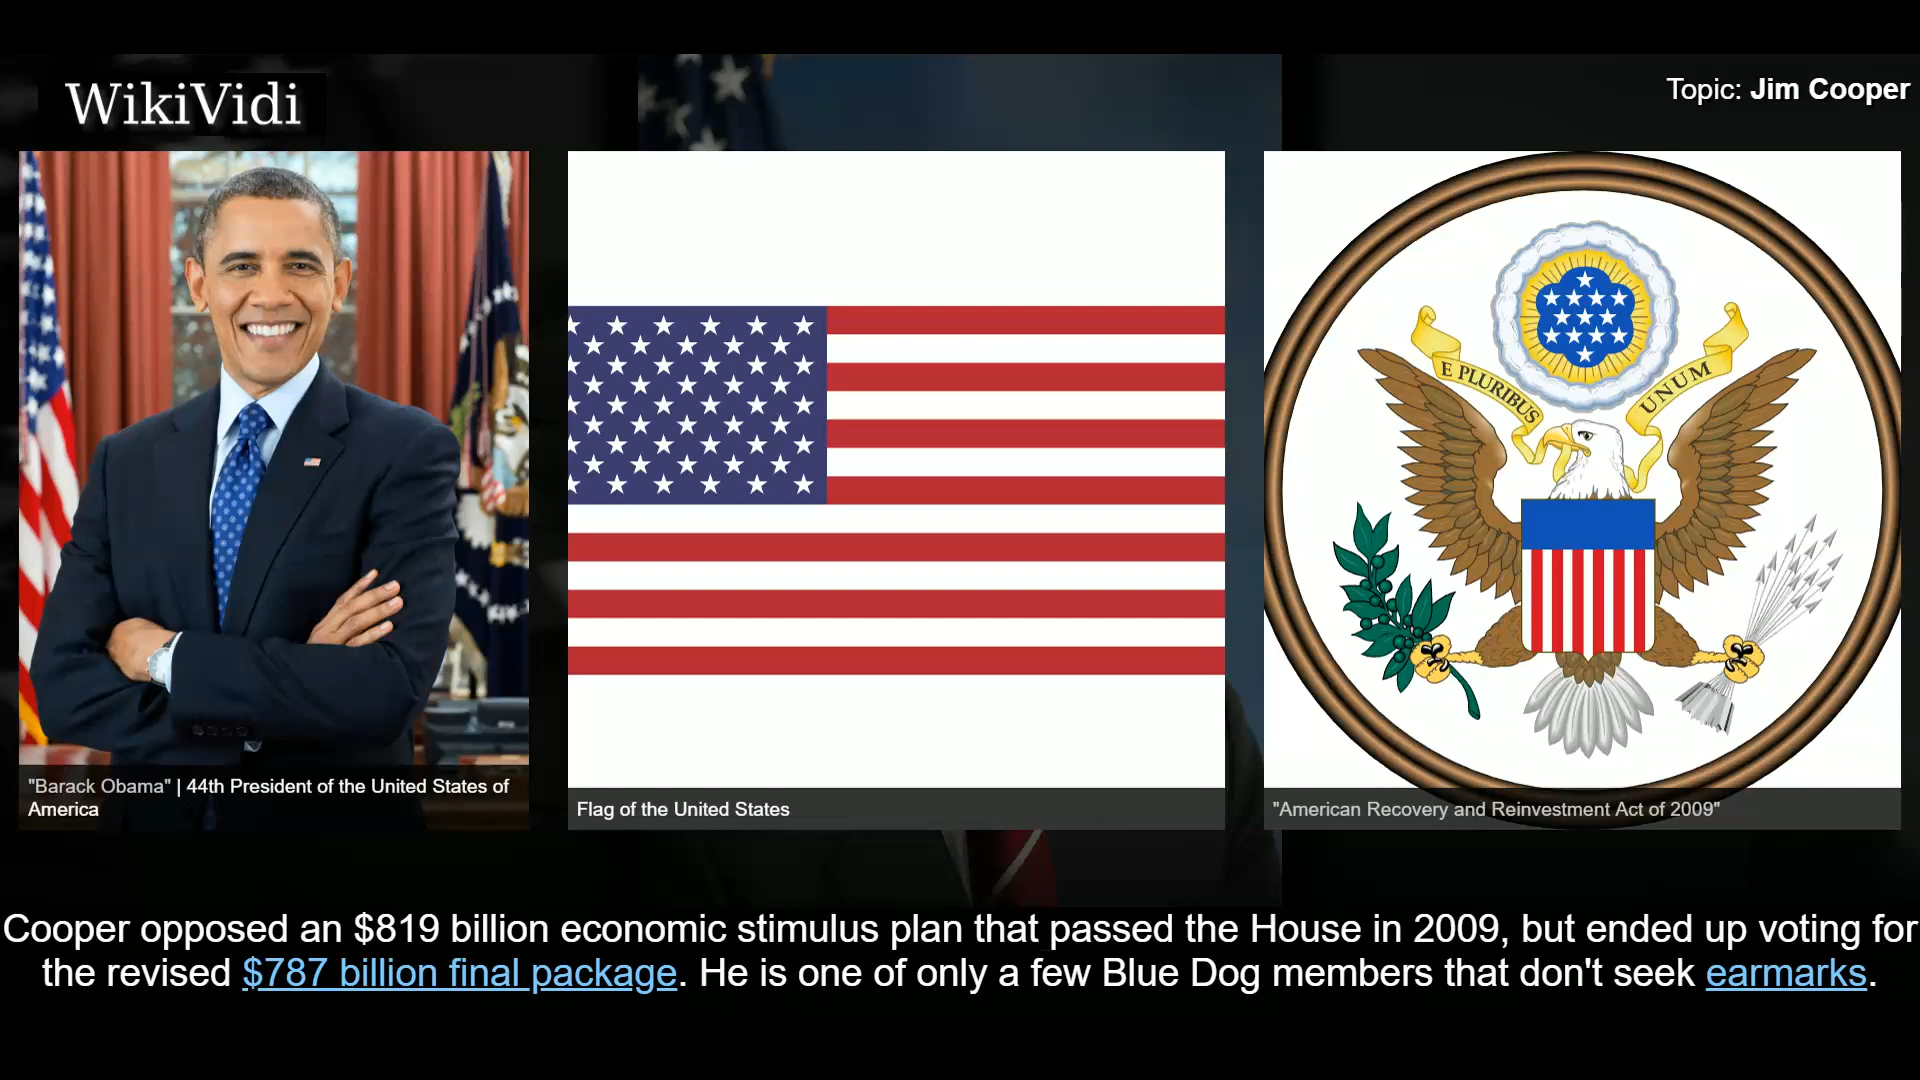 WikiVidi
Topic: Jim Cooper
E PLURIBUS UNUM
"Barack Obama" | 44th President of the United States of
America
Flag of the United States
"American Recovery and Reinvestment Act of 2009"
Cooper opposed an $819 billion economic stimulus plan that passed the House in 2009, but ended up voting for
the revised $787 billion final package. He is one of only a few Blue Dog members that don't seek earmarks.